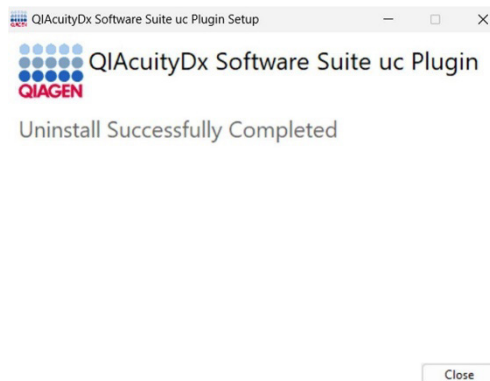 QIAcuityDx Software Suite uc Plugin Setup
QIAcuityDx Software Suite uc Plugin
QIAGEN
Uninstall Successfully Completed
Close